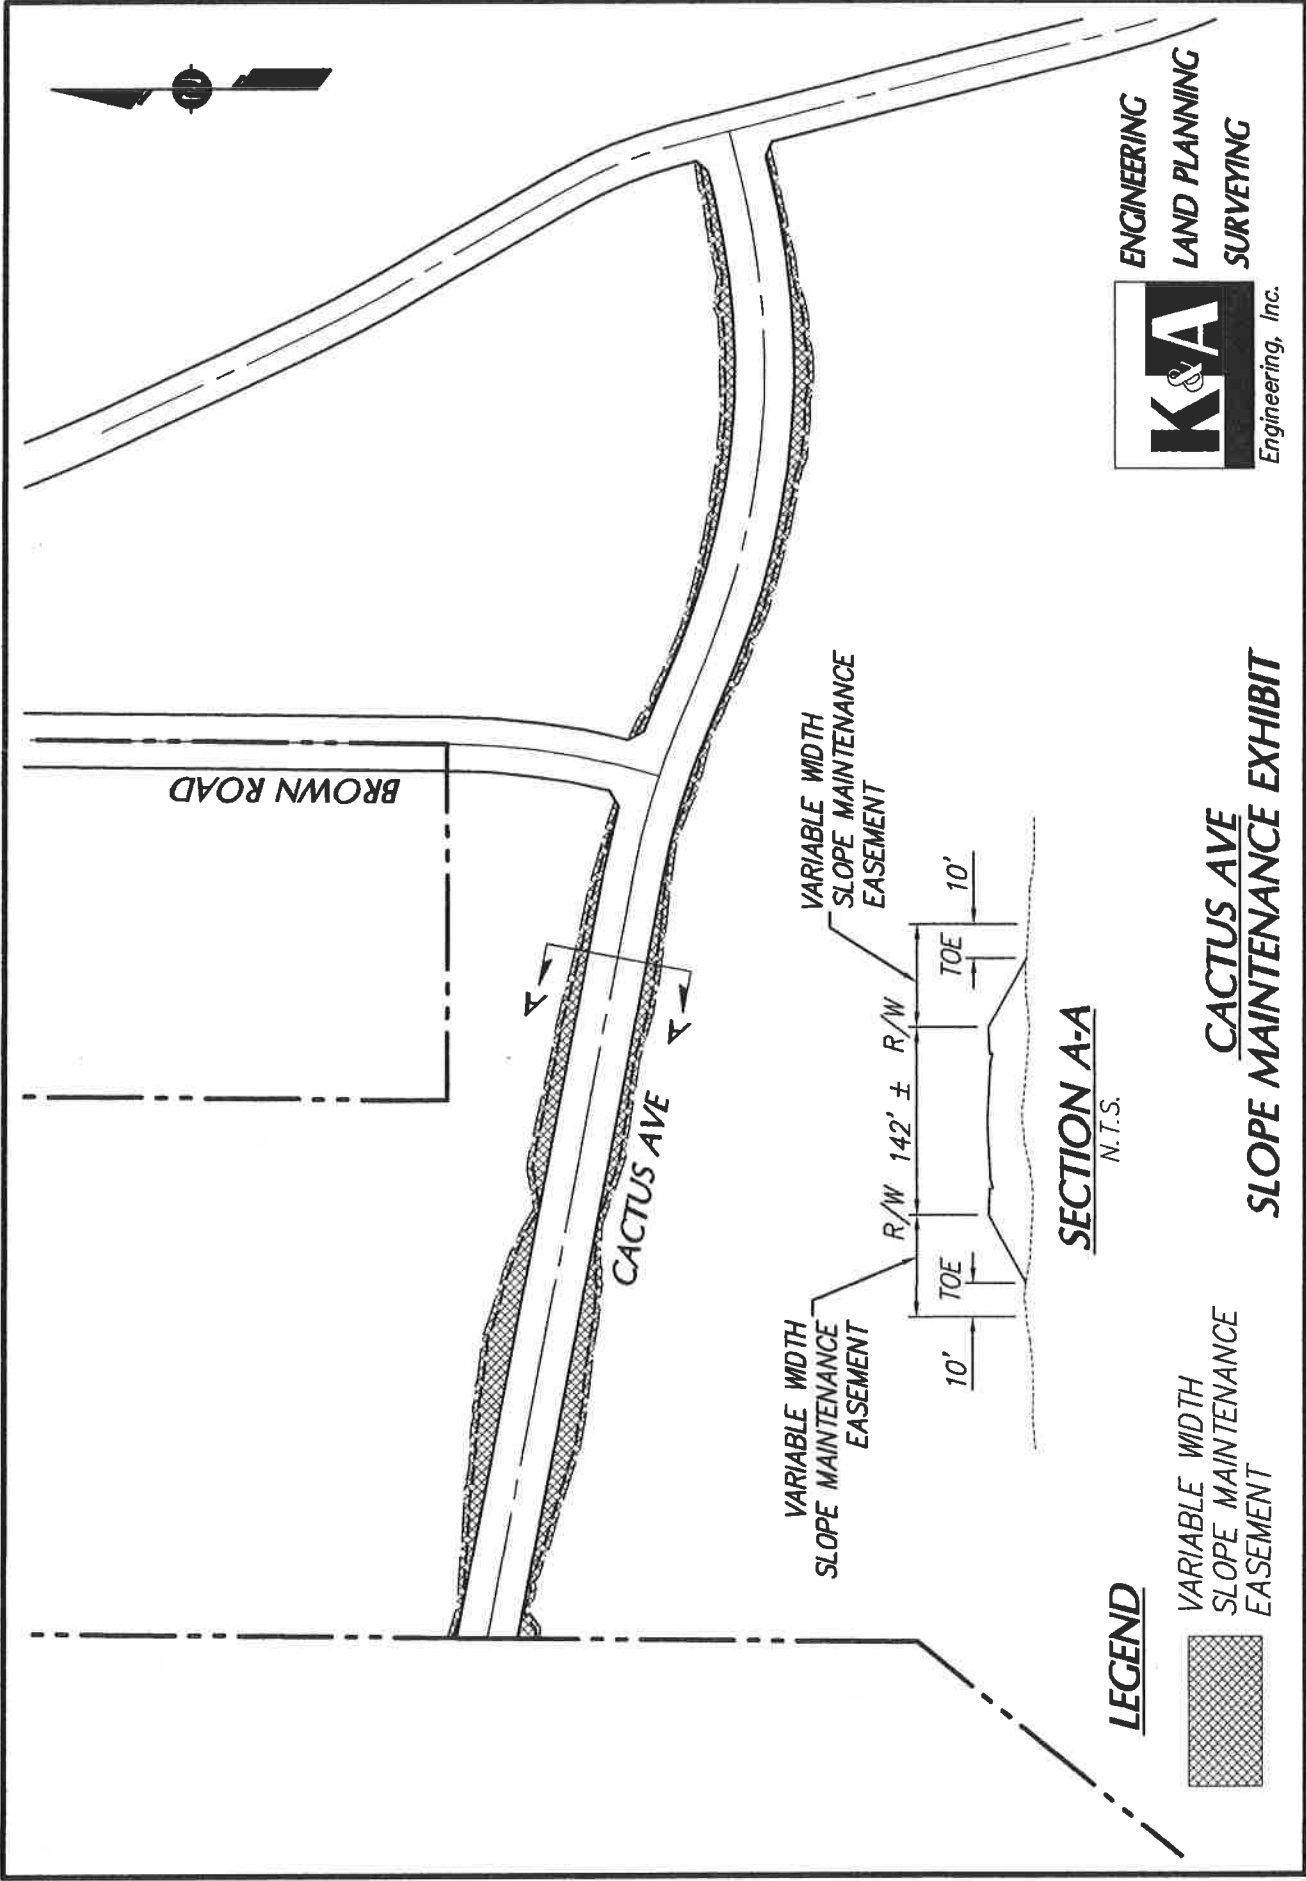 N
BROWN ROAD
CACTUS AVE
A
A
VARIABLE WIDTH
SLOPE MAINTENANCE
EASEMENT
VARIABLE WIDTH
SLOPE MAINTENANCE
EASEMENT
R/W 142' ± R/W
10' TOE TOE 10'
SECTION A-A
N.T.S.
LEGEND
VARIABLE WIDTH
SLOPE MAINTENANCE
EASEMENT
CACTUS AVE
SLOPE MAINTENANCE EXHIBIT
K&A
Engineering, Inc.
ENGINEERING
LAND PLANNING
SURVEYING